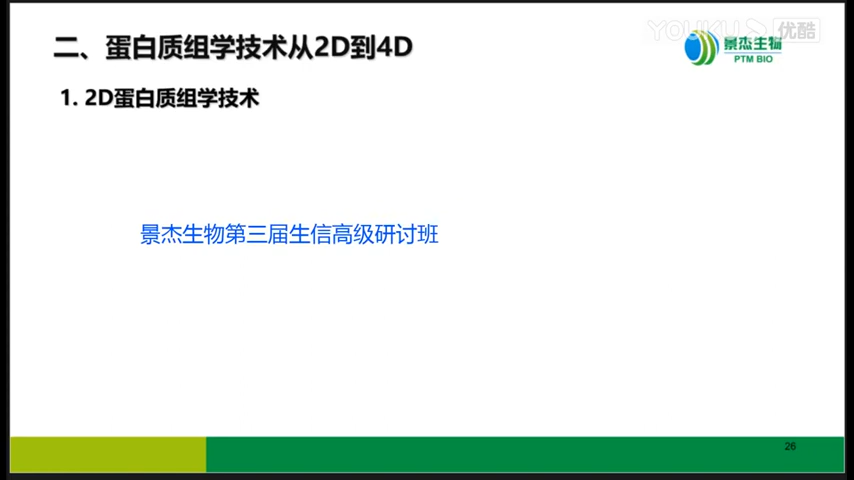 二、蛋白质组学技术从2D到4D
YOUKU 优酷
景杰生物
PTM BIO
1. 2D蛋白质组学技术
景杰生物第三届生信高级研讨班
26